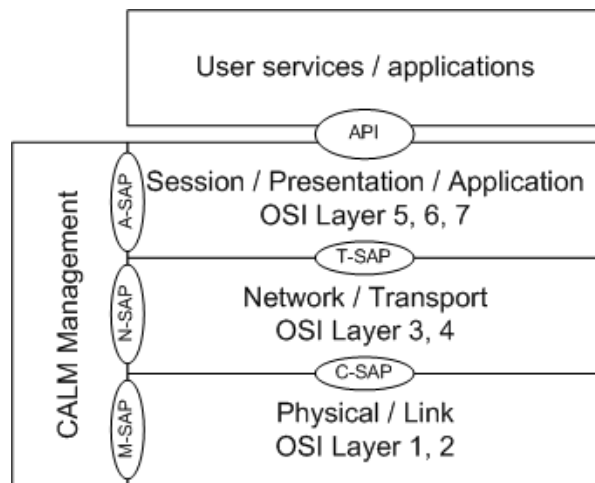 User services / applications
API
Session / Presentation / Application
OSI Layer 5, 6, 7
A-SAP
T-SAP
Network / Transport
OSI Layer 3, 4
N-SAP
CALM Management
C-SAP
Physical / Link
OSI Layer 1, 2
M-SAP